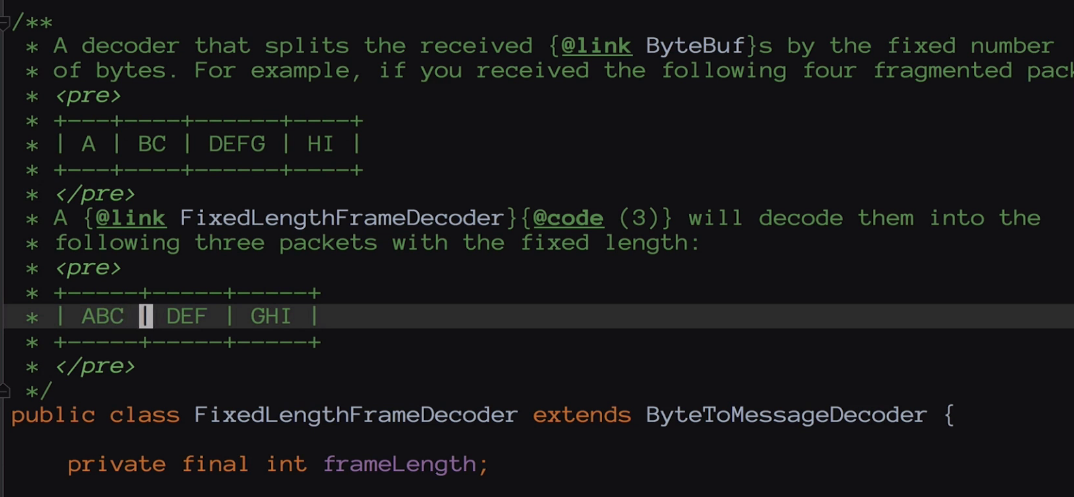 /**
 * A decoder that splits the received {@link ByteBuf}s by the fixed number
 * of bytes. For example, if you received the following four fragmented
 * <pre>
 * +---+----+------+----+
 * | A | BC | DEFG | HI |
 * +---+----+------+----+
 * </pre>
 * A {@link FixedLengthFrameDecoder}{@code (3)} will decode them into the
 * following three packets with the fixed length:
 * <pre>
 * +-----+-----+-----+
 * | ABC | DEF | GHI |
 * +-----+-----+-----+
 * </pre>
 */
public class FixedLengthFrameDecoder extends ByteToMessageDecoder {
    private final int frameLength;